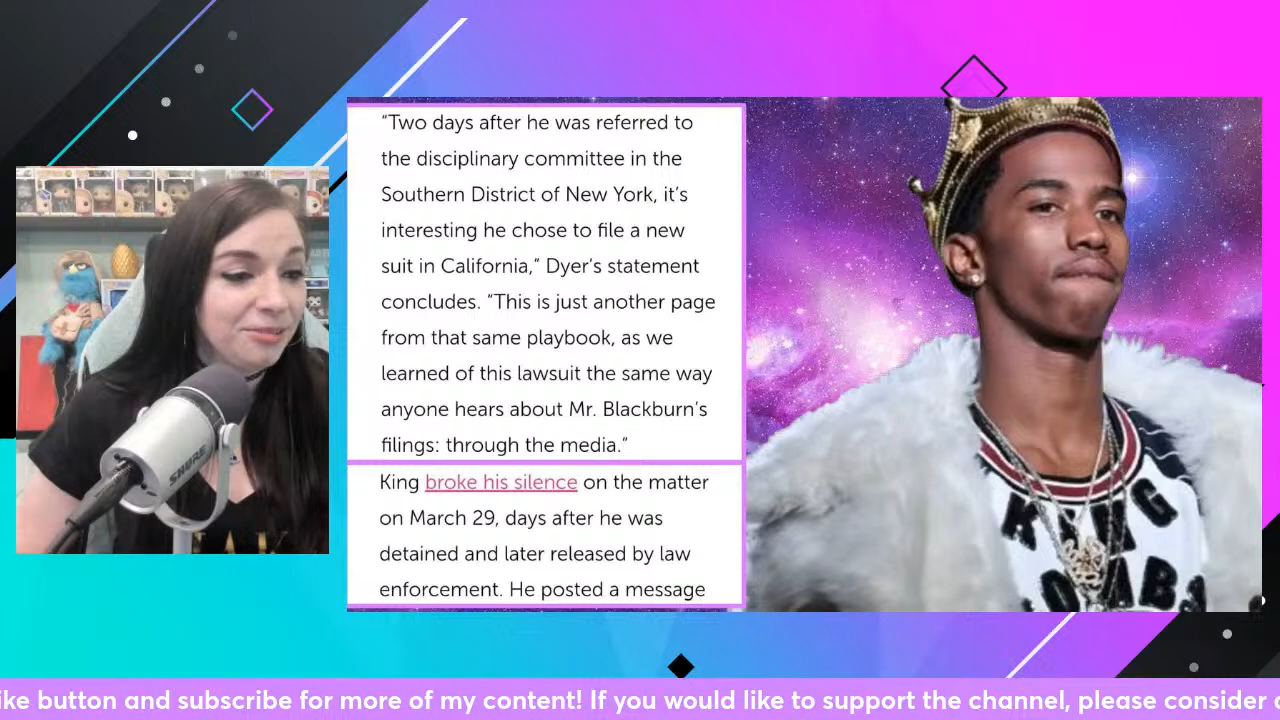 “Two days after he was referred to
the disciplinary committee in the
Southern District of New York, it’s
interesting he chose to file a new
suit in California,” Dyer’s statement
concludes. “This is just another page
from that same playbook, as we
learned of this lawsuit the same way
anyone hears about Mr. Blackburn’s
filings: through the media.”
King broke his silence on the matter
on March 29, days after he was
detained and later released by law
enforcement. He posted a message
SHURE
KING
COMBS
ike button and subscribe for more of my content! If you would like to support the channel, please consider